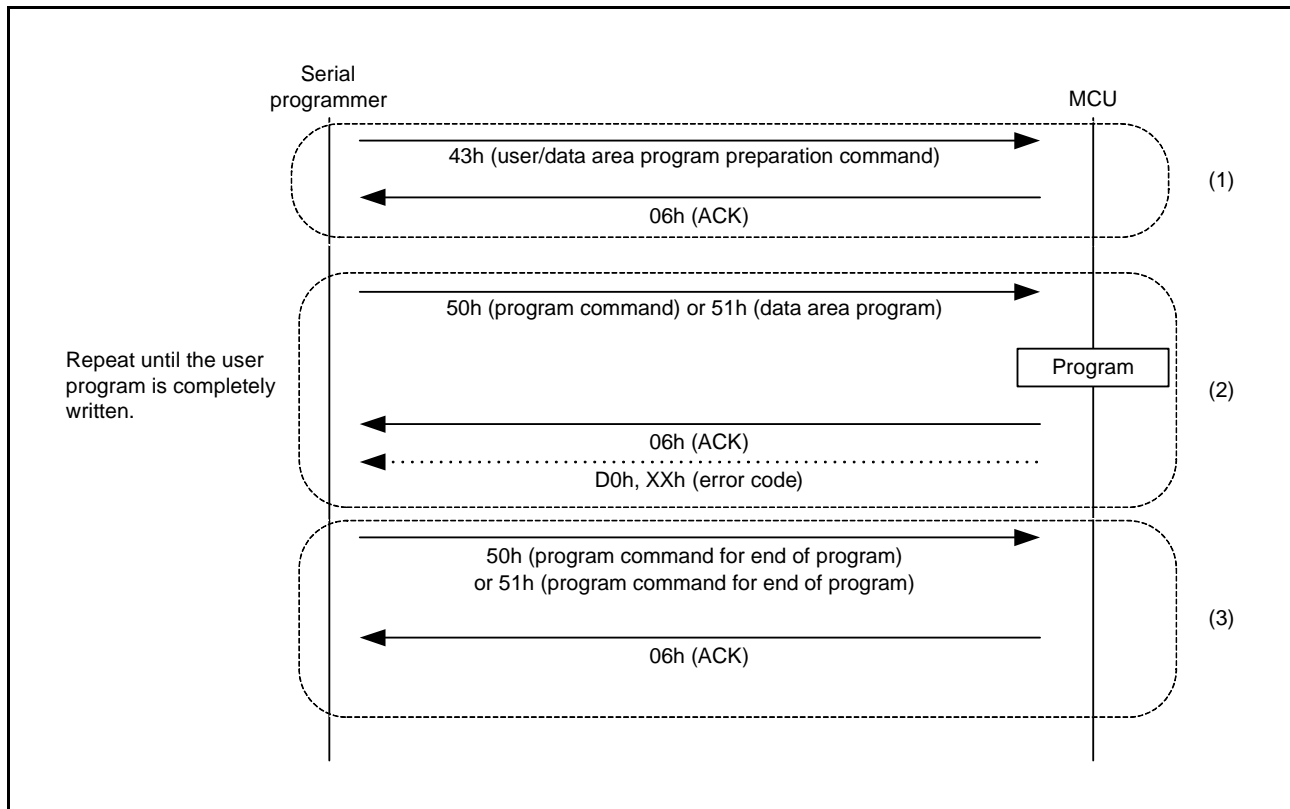 Serial
programmer
MCU
43h (user/data area program preparation command)
(1)
06h (ACK)
50h (program command) or 51h (data area program)
Repeat until the user
program is completely
written.
Program
(2)
06h (ACK)
D0h, XXh (error code)
50h (program command for end of program)
or 51h (program command for end of program)
(3)
06h (ACK)